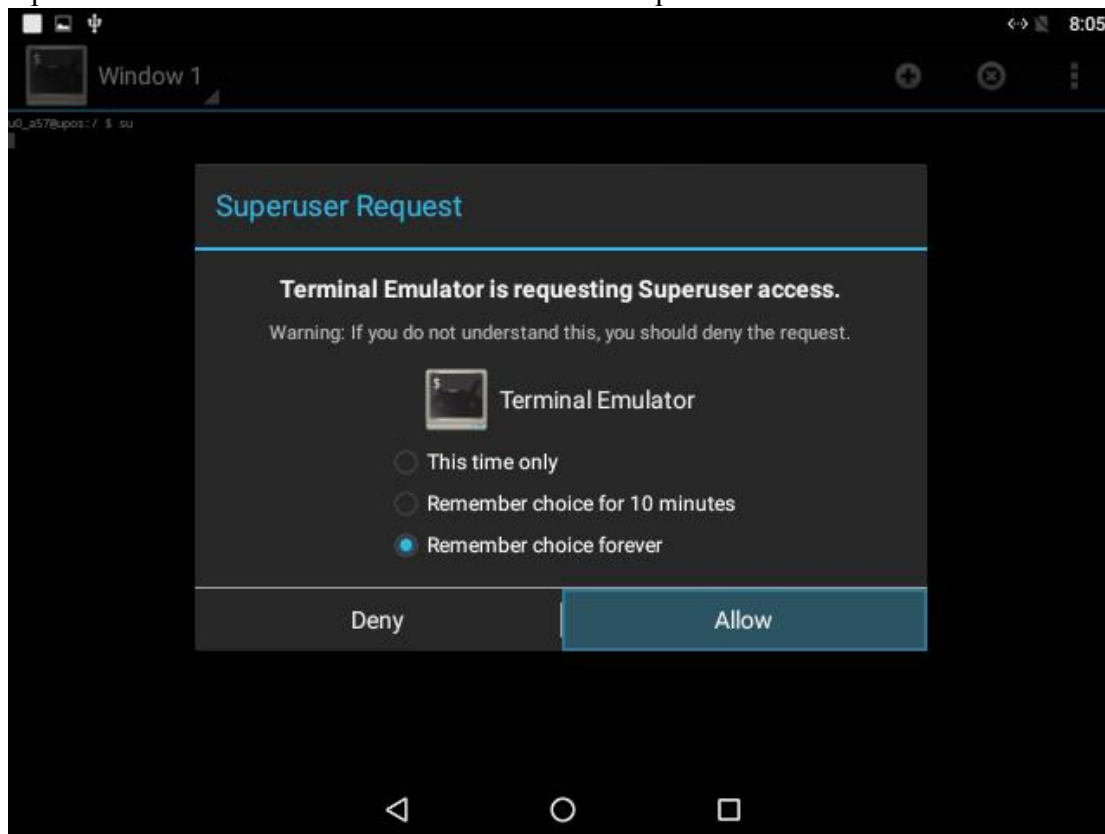 8:05
Window 1
u0_a57@upos:/ $ su
Superuser Request
Terminal Emulator is requesting Superuser access.
Warning: If you do not understand this, you should deny the request.
$
Terminal Emulator
This time only
Remember choice for 10 minutes
Remember choice forever
Deny
Allow